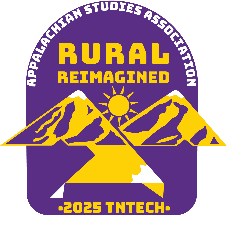 APPALACHIAN STUDIES ASSOCIATION
RURAL
REIMAGINED
•2025 TNTECH•